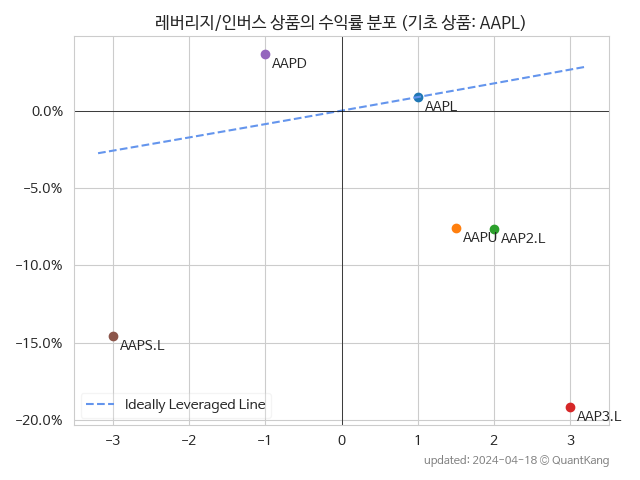 레버리지/인버스 상품의 수익률 분포 (기초 상품: AAPL)
AAPD
0.0%
AAPL
−5.0%
AAPU
AAP2.L
−10.0%
−15.0%
AAPS.L
Ideally Leveraged Line
−20.0%
AAP3.L
−3
−2
−1
0
1
2
3
updated: 2024-04-18 © QuantKang